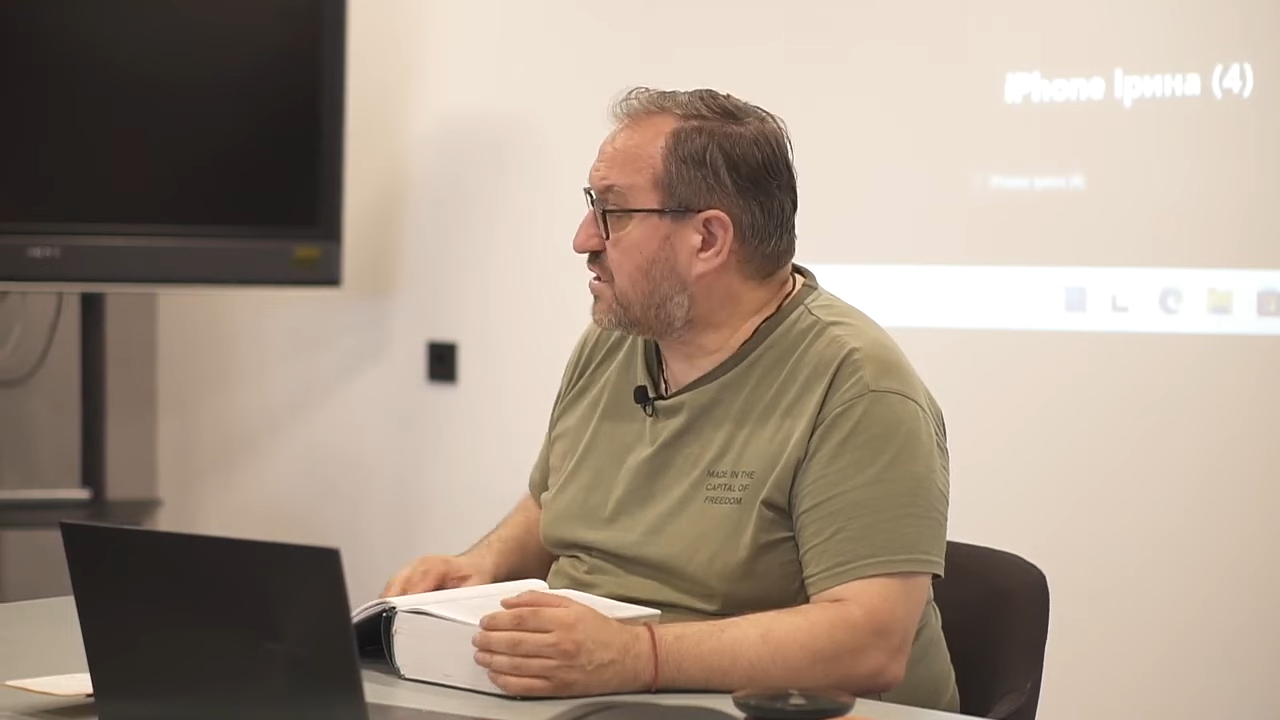 iPhone Ірина (4)
MADE IN THE
CAPITAL OF
FREEDOM